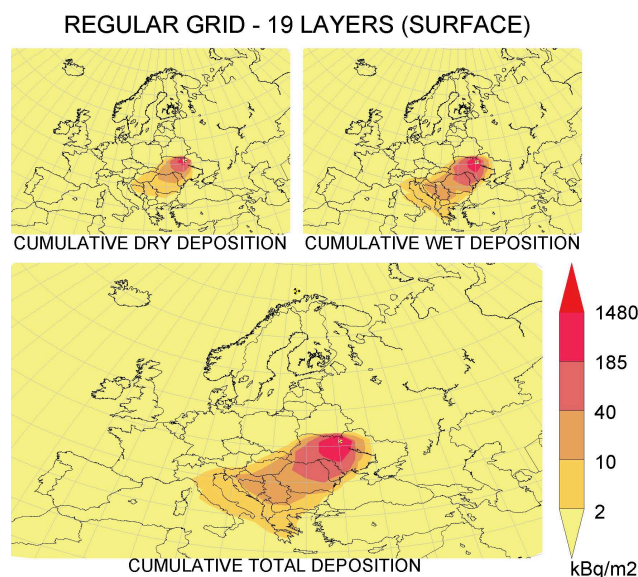 REGULAR GRID - 19 LAYERS (SURFACE)
CUMULATIVE DRY DEPOSITION
CUMULATIVE WET DEPOSITION
1480
185
40
10
2
kBq/m2
CUMULATIVE TOTAL DEPOSITION